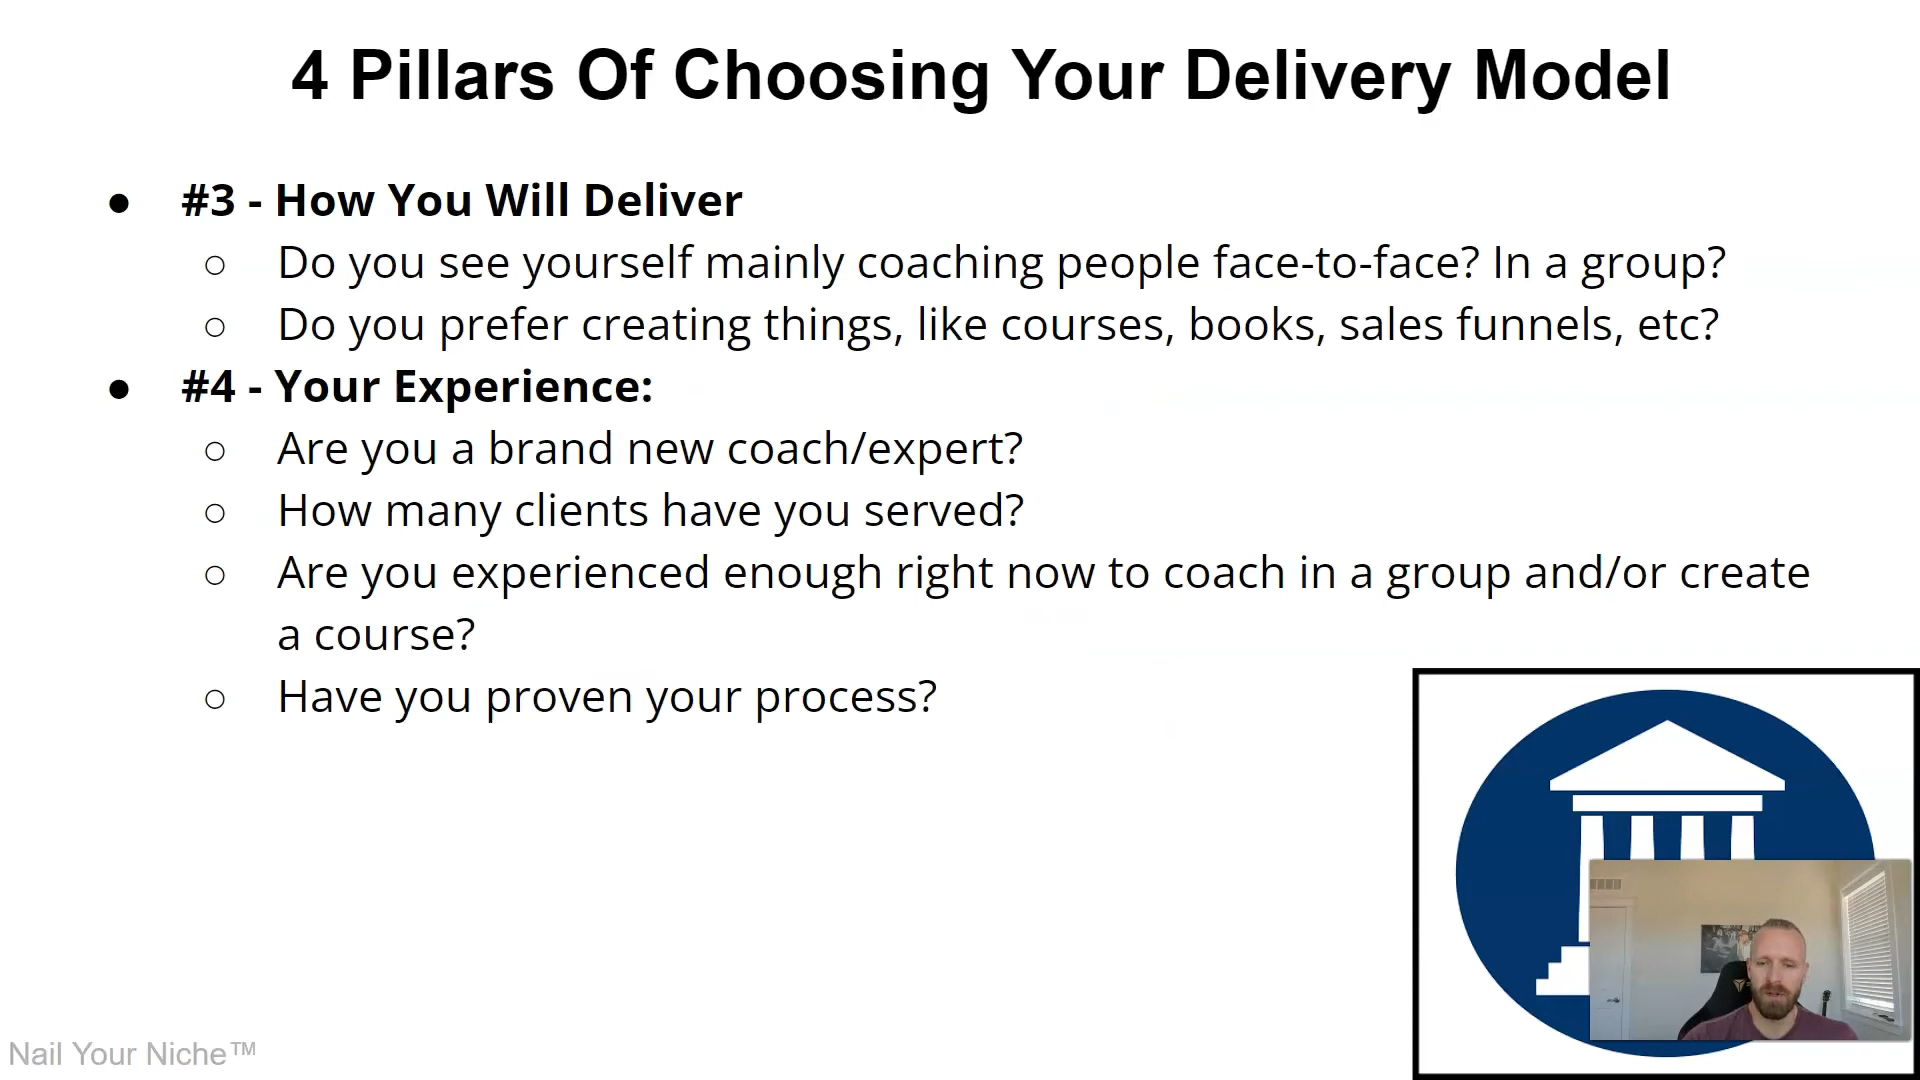 4 Pillars Of Choosing Your Delivery Model
● #3 - How You Will Deliver
○ Do you see yourself mainly coaching people face-to-face? In a group?
○ Do you prefer creating things, like courses, books, sales funnels, etc?
● #4 - Your Experience:
○ Are you a brand new coach/expert?
○ How many clients have you served?
○ Are you experienced enough right now to coach in a group and/or create
a course?
○ Have you proven your process?
Nail Your Niche™